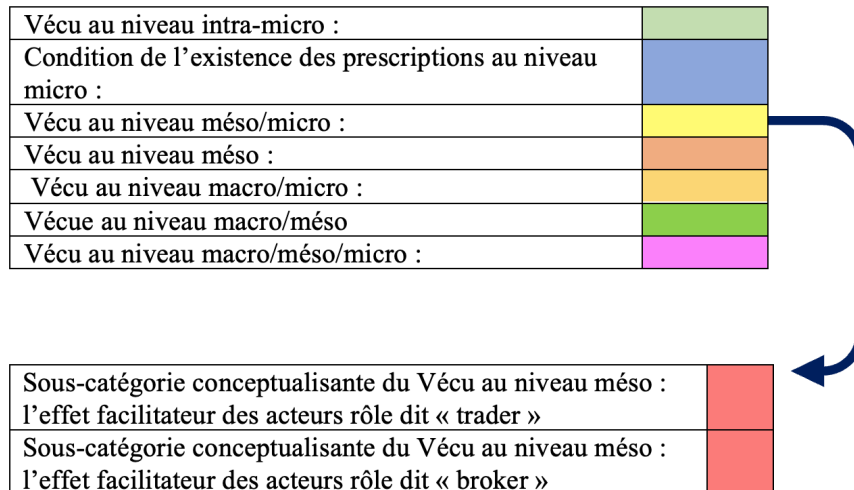 Vécu au niveau intra-micro :
Condition de l’existence des prescriptions au niveau
micro :
Vécu au niveau méso/micro :
Vécu au niveau méso :
Vécu au niveau macro/micro :
Vécue au niveau macro/méso
Vécu au niveau macro/méso/micro :
Sous-catégorie conceptualisante du Vécu au niveau méso :
l’effet facilitateur des acteurs rôle dit « trader »
Sous-catégorie conceptualisante du Vécu au niveau méso :
l’effet facilitateur des acteurs rôle dit « broker »